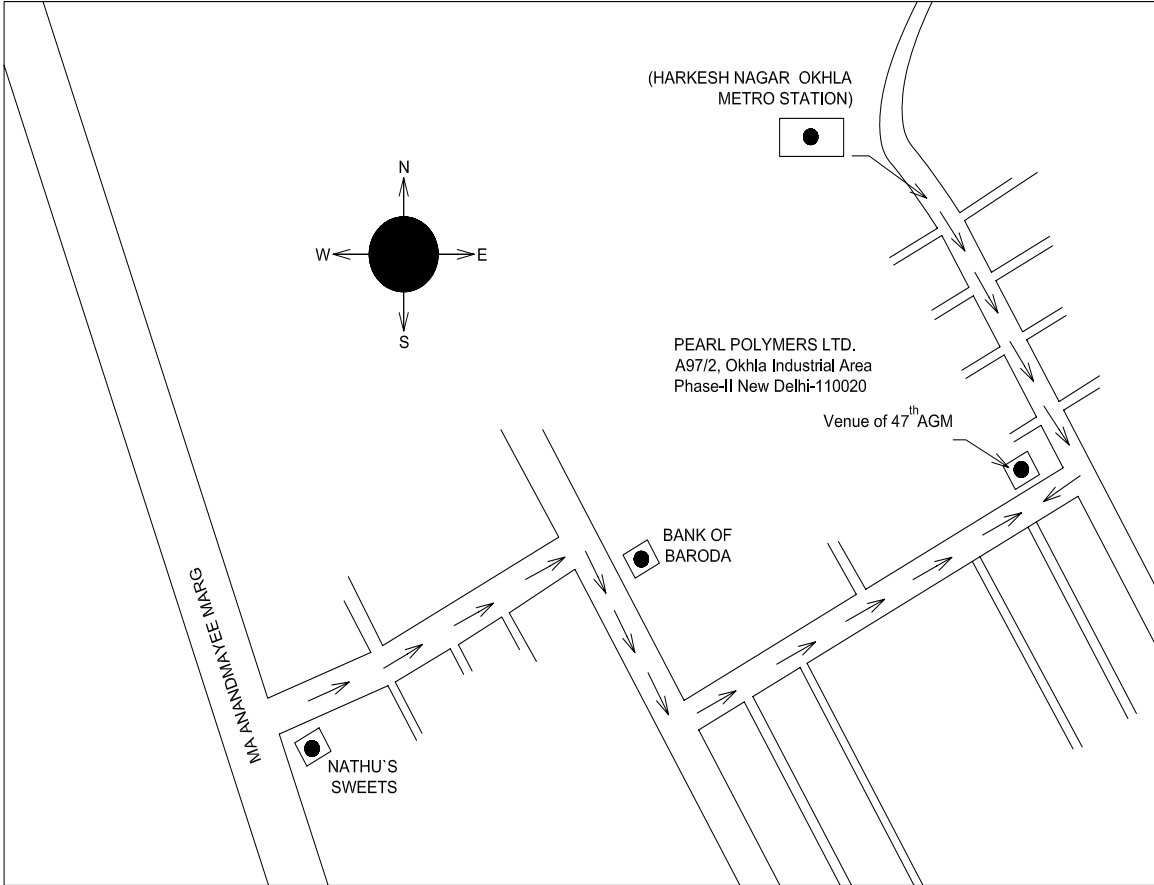 (HARKESH NAGAR OKHLA
METRO STATION)
N
W
E
S
PEARL POLYMERS LTD.
A97/2, Okhla Industrial Area
Phase-II New Delhi-110020
Venue of 47th AGM
BANK OF
BARODA
MA ANANDMAYEE MARG
NATHU`S
SWEETS